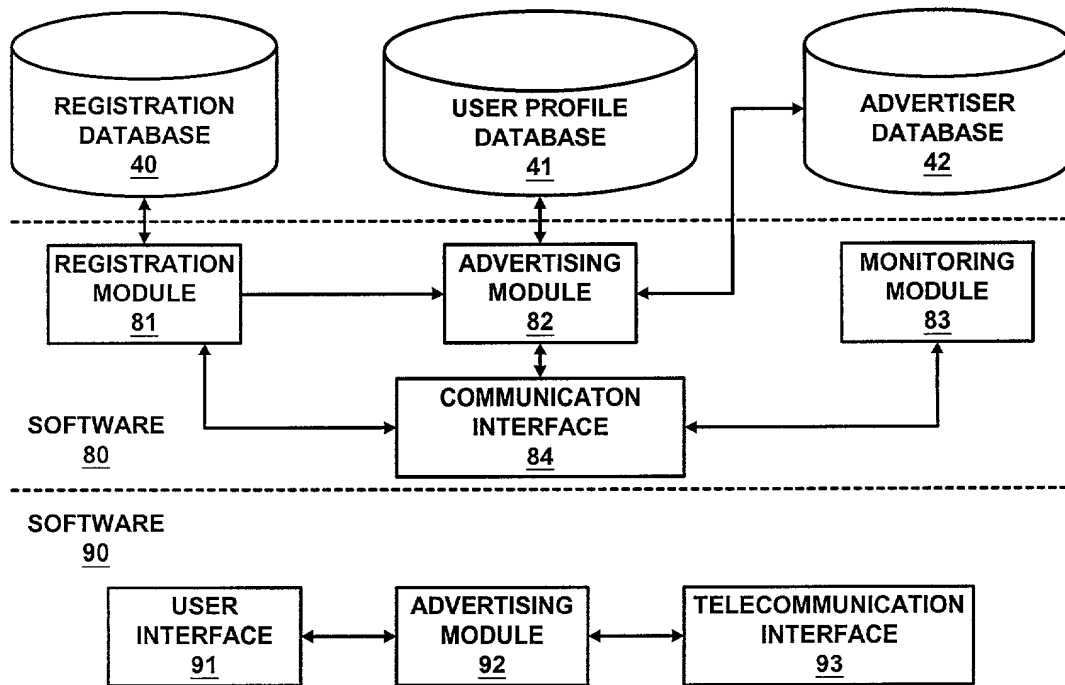 REGISTRATION
DATABASE
40
USER PROFILE
DATABASE
41
ADVERTISER
DATABASE
42
REGISTRATION
MODULE
81
ADVERTISING
MODULE
82
MONITORING
MODULE
83
COMMUNICATON
INTERFACE
84
SOFTWARE
80
SOFTWARE
90
USER
INTERFACE
91
ADVERTISING
MODULE
92
TELECOMMUNICATION
INTERFACE
93